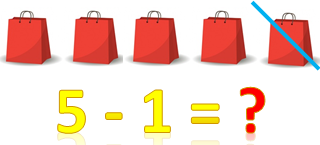 5 - 1 = ?